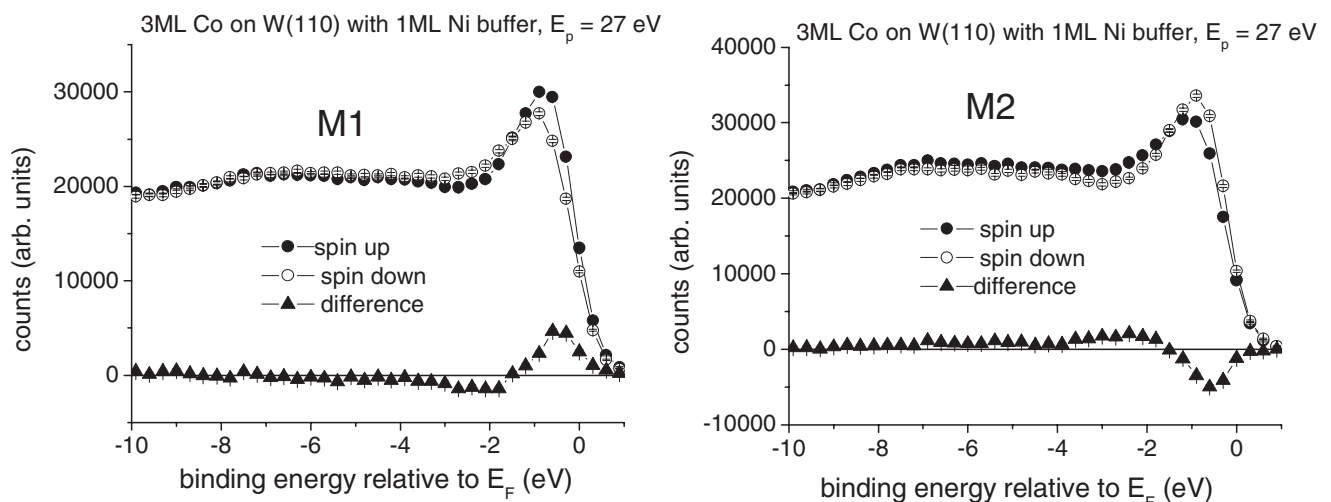 3ML Co on W(110) with 1ML Ni buffer, E_p = 27 eV
M1
counts (arb. units)
30000
20000
10000
0
spin up
spin down
difference
-10 -8 -6 -4 -2 0
binding energy relative to E_F (eV)
3ML Co on W(110) with 1ML Ni buffer, E_p = 27 eV
M2
counts (arb. units)
40000
30000
20000
10000
0
-10000
spin up
spin down
difference
-10 -8 -6 -4 -2 0
binding energy relative to E_F (eV)